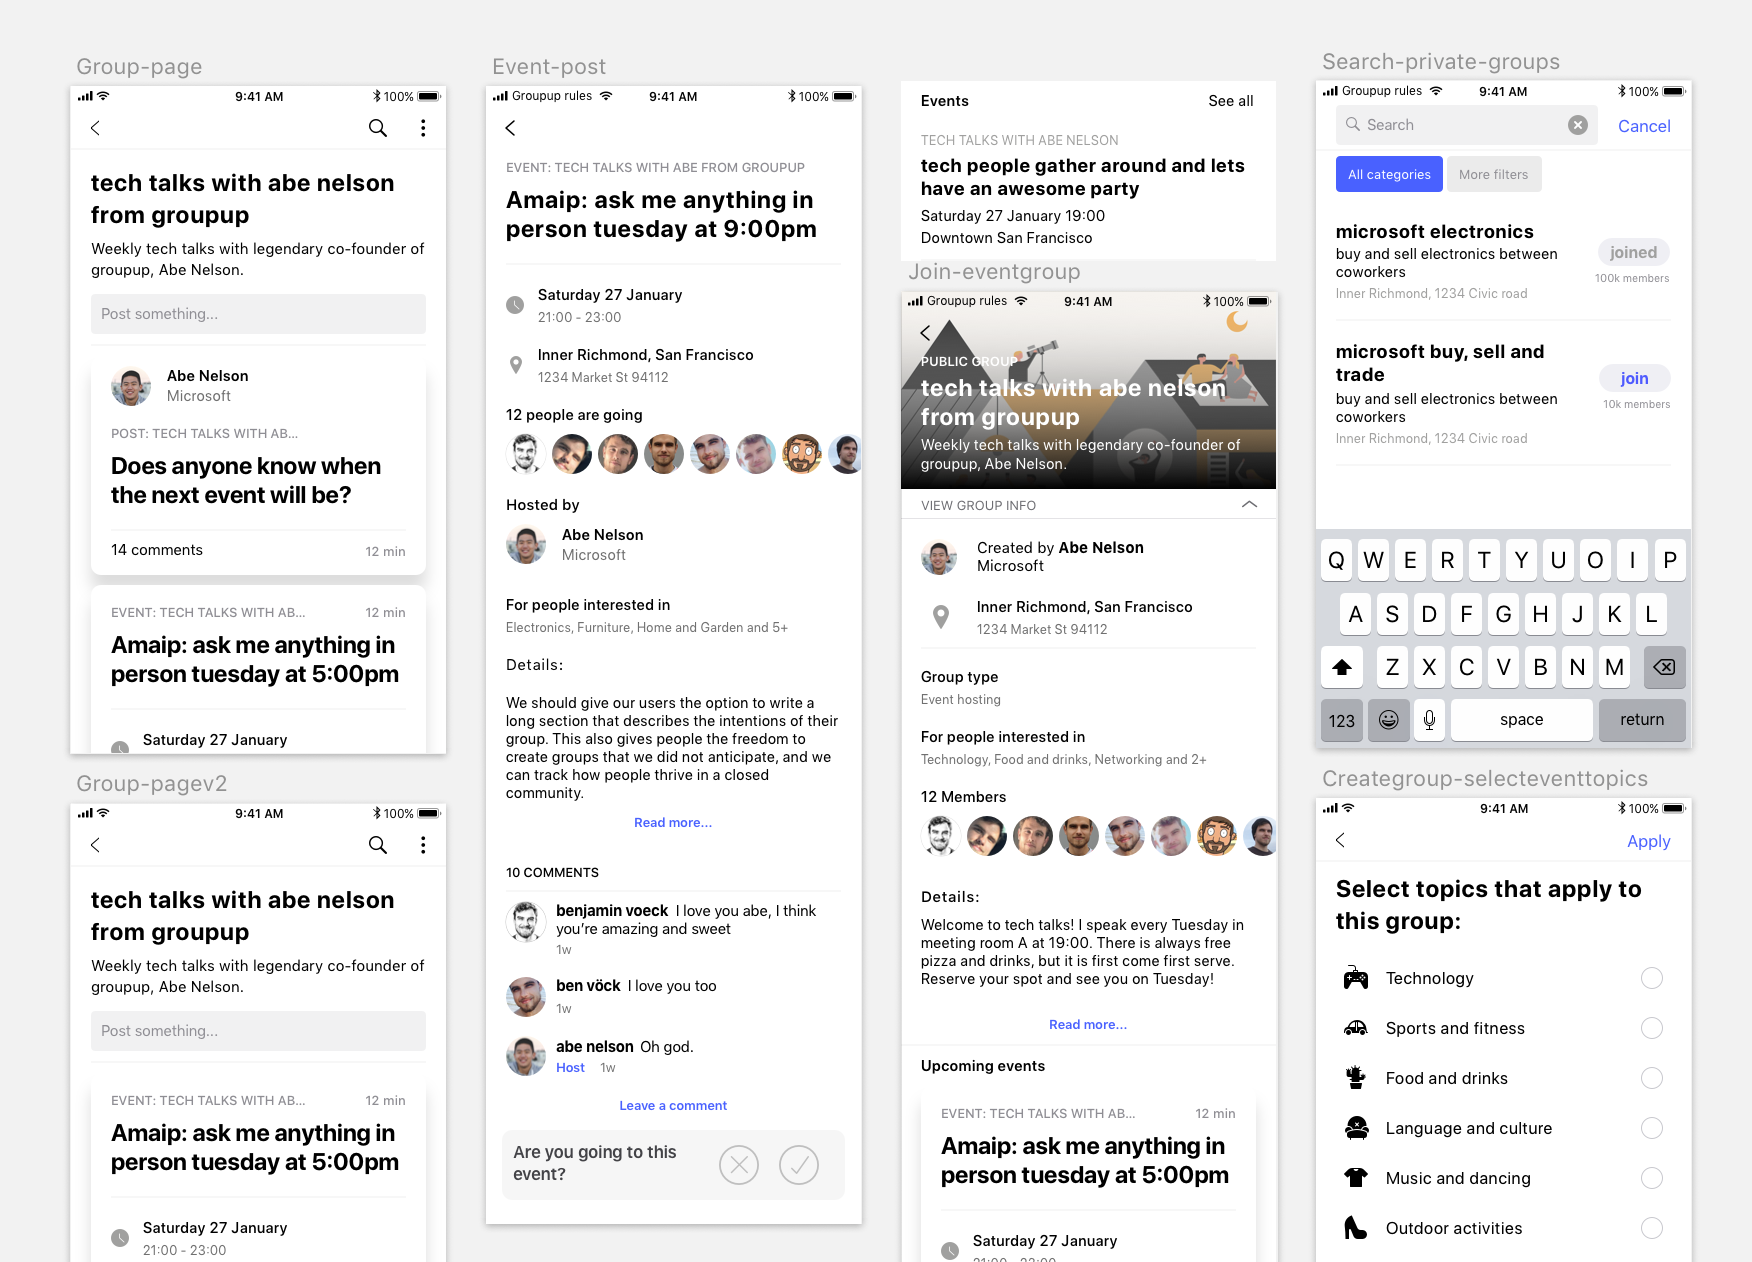 Group-page
9:41 AM
100%
tech talks with abe nelson
from groupup
Weekly tech talks with legendary co-founder of
groupup, Abe Nelson.
Post something...
Abe Nelson
Microsoft
POST: TECH TALKS WITH AB...
Does anyone know when
the next event will be?
14 comments
12 min
EVENT: TECH TALKS WITH AB...
12 min
Amaip: ask me anything in
person tuesday at 5:00pm
Saturday 27 January
Group-pagev2
9:41 AM
100%
tech talks with abe nelson
from groupup
Weekly tech talks with legendary co-founder of
groupup, Abe Nelson.
Post something...
EVENT: TECH TALKS WITH AB...
12 min
Amaip: ask me anything in
person tuesday at 5:00pm
Saturday 27 January
21:00 - 23:00
Event-post
Groupup rules
9:41 AM
100%
EVENT: TECH TALKS WITH ABE FROM GROUPUP
Amaip: ask me anything in
person tuesday at 9:00pm
Saturday 27 January
21:00 - 23:00
Inner Richmond, San Francisco
1234 Market St 94112
12 people are going
Hosted by
Abe Nelson
Microsoft
For people interested in
Electronics, Furniture, Home and Garden and 5+
Details:
We should give our users the option to write a
long section that describes the intentions of their
group. This also gives people the freedom to
create groups that we did not anticipate, and we
can track how people thrive in a closed
community.
Read more...
10 COMMENTS
benjamin voeck I love you abe, I think
you're amazing and sweet
1w
ben vöck I love you too
1w
abe nelson Oh god.
Host 1w
Leave a comment
Are you going to this
event?
Events
See all
TECH TALKS WITH ABE NELSON
tech people gather around and lets
have an awesome party
Saturday 27 January 19:00
Downtown San Francisco
Join-eventgroup
Groupup rules
9:41 AM
100%
PUBLIC GROUP
tech talks with abe nelson
from groupup
Weekly tech talks with legendary co-founder of
groupup, Abe Nelson.
VIEW GROUP INFO
Created by Abe Nelson
Microsoft
Inner Richmond, San Francisco
1234 Market St 94112
Group type
Event hosting
For people interested in
Technology, Food and drinks, Networking and 2+
12 Members
Details:
Welcome to tech talks! I speak every Tuesday in
meeting room A at 19:00. There is always free
pizza and drinks, but it is first come first serve.
Reserve your spot and see you on Tuesday!
Read more...
Upcoming events
EVENT: TECH TALKS WITH AB...
12 min
Amaip: ask me anything in
person tuesday at 5:00pm
Saturday 27 January
Search-private-groups
Groupup rules
9:41 AM
100%
Search
Cancel
All categories
More filters
microsoft electronics
buy and sell electronics between
coworkers
Inner Richmond, 1234 Civic road
joined
100k members
microsoft buy, sell and
trade
buy and sell electronics between
coworkers
Inner Richmond, 1234 Civic road
join
10k members
Q W E R T Y U O I P
A S D F G H J K L
Z X C V B N M
123 space return
Creategroup-selecteventtopics
9:41 AM
100%
Apply
Select topics that apply to
this group:
Technology
Sports and fitness
Food and drinks
Language and culture
Music and dancing
Outdoor activities